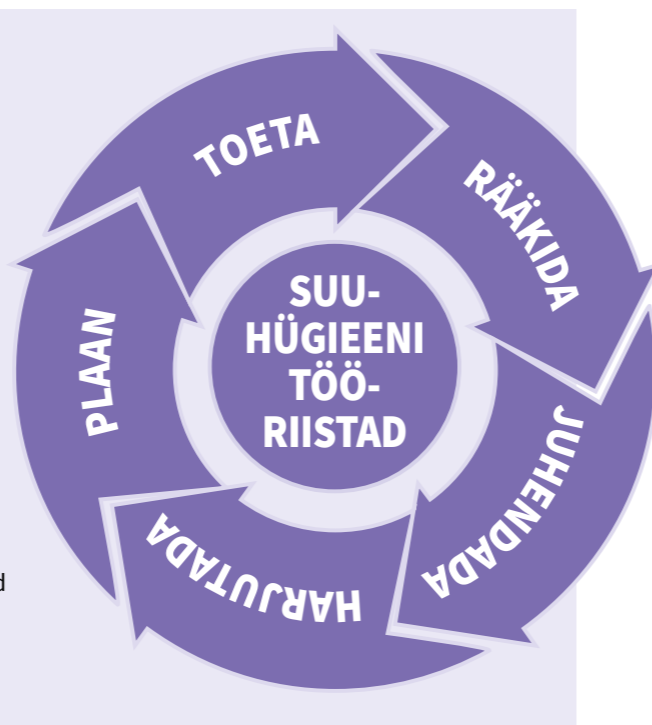 TOETA
RÄÄKIDA
JUHENDADA
HARJUTADA
PLAAN
SUU-
HÜGIEENI
TÖÖ-
RIISTAD
d